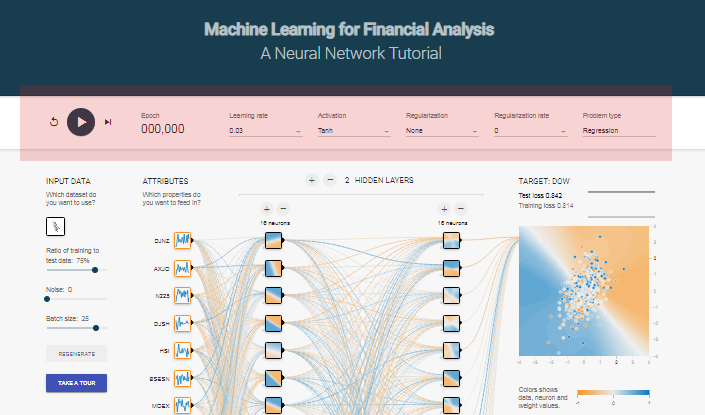 Machine Learning for Financial Analysis
A Neural Network Tutorial
Epoch
000,000
Learning rate
0.03
Activation
Tanh
Regularization
None
Regularization rate
0
Problem type
Regression
INPUT DATA
Which dataset do
you want to use?
Ratio of training to
test data: 75%
Noise: 0
Batch size: 25
REGENERATE
TAKE A TOUR
ATTRIBUTES
Which properties do
you want to feed in?
DJNZ
AXJO
N225
DJSH
HSI
BSESN
MOEX
+ − 2 HIDDEN LAYERS
+ −
16 neurons
+ −
16 neurons
TARGET: DOW
Test loss 0.842
Training loss 0.814
Colors shows
data, neuron and
weight values.
-1 0 1